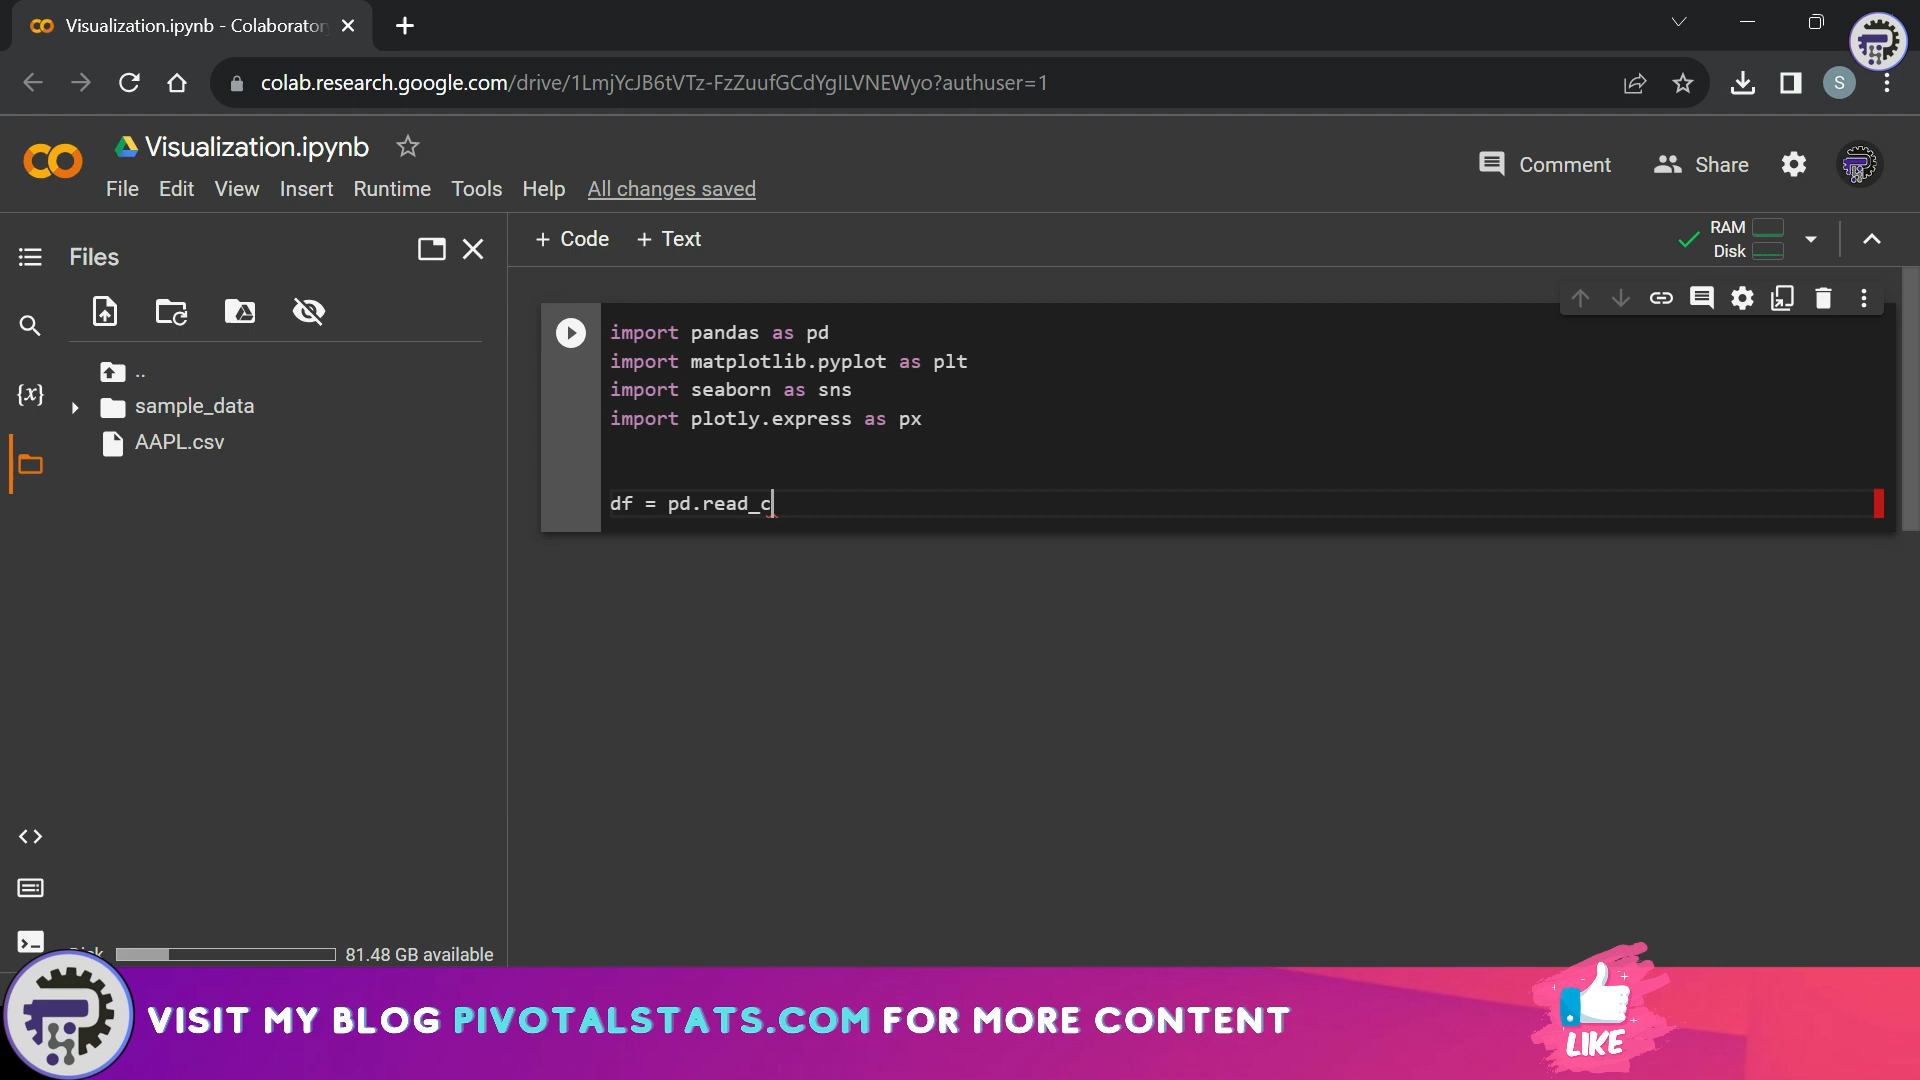 Visualization.ipynb - Colaborator
colab.research.google.com/drive/1LmjYcJB6tVTz-FzZuufGCdYgILVNEWyo?authuser=1
S
Visualization.ipynb
File Edit View Insert Runtime Tools Help All changes saved
Comment Share
Files
+ Code + Text
RAM
Disk
..
sample_data
AAPL.csv
{x}
import pandas as pd
import matplotlib.pyplot as plt
import seaborn as sns
import plotly.express as px
df = pd.read_c
81.48 GB available
VISIT MY BLOG PIVOTALSTATS.COM FOR MORE CONTENT
LIKE